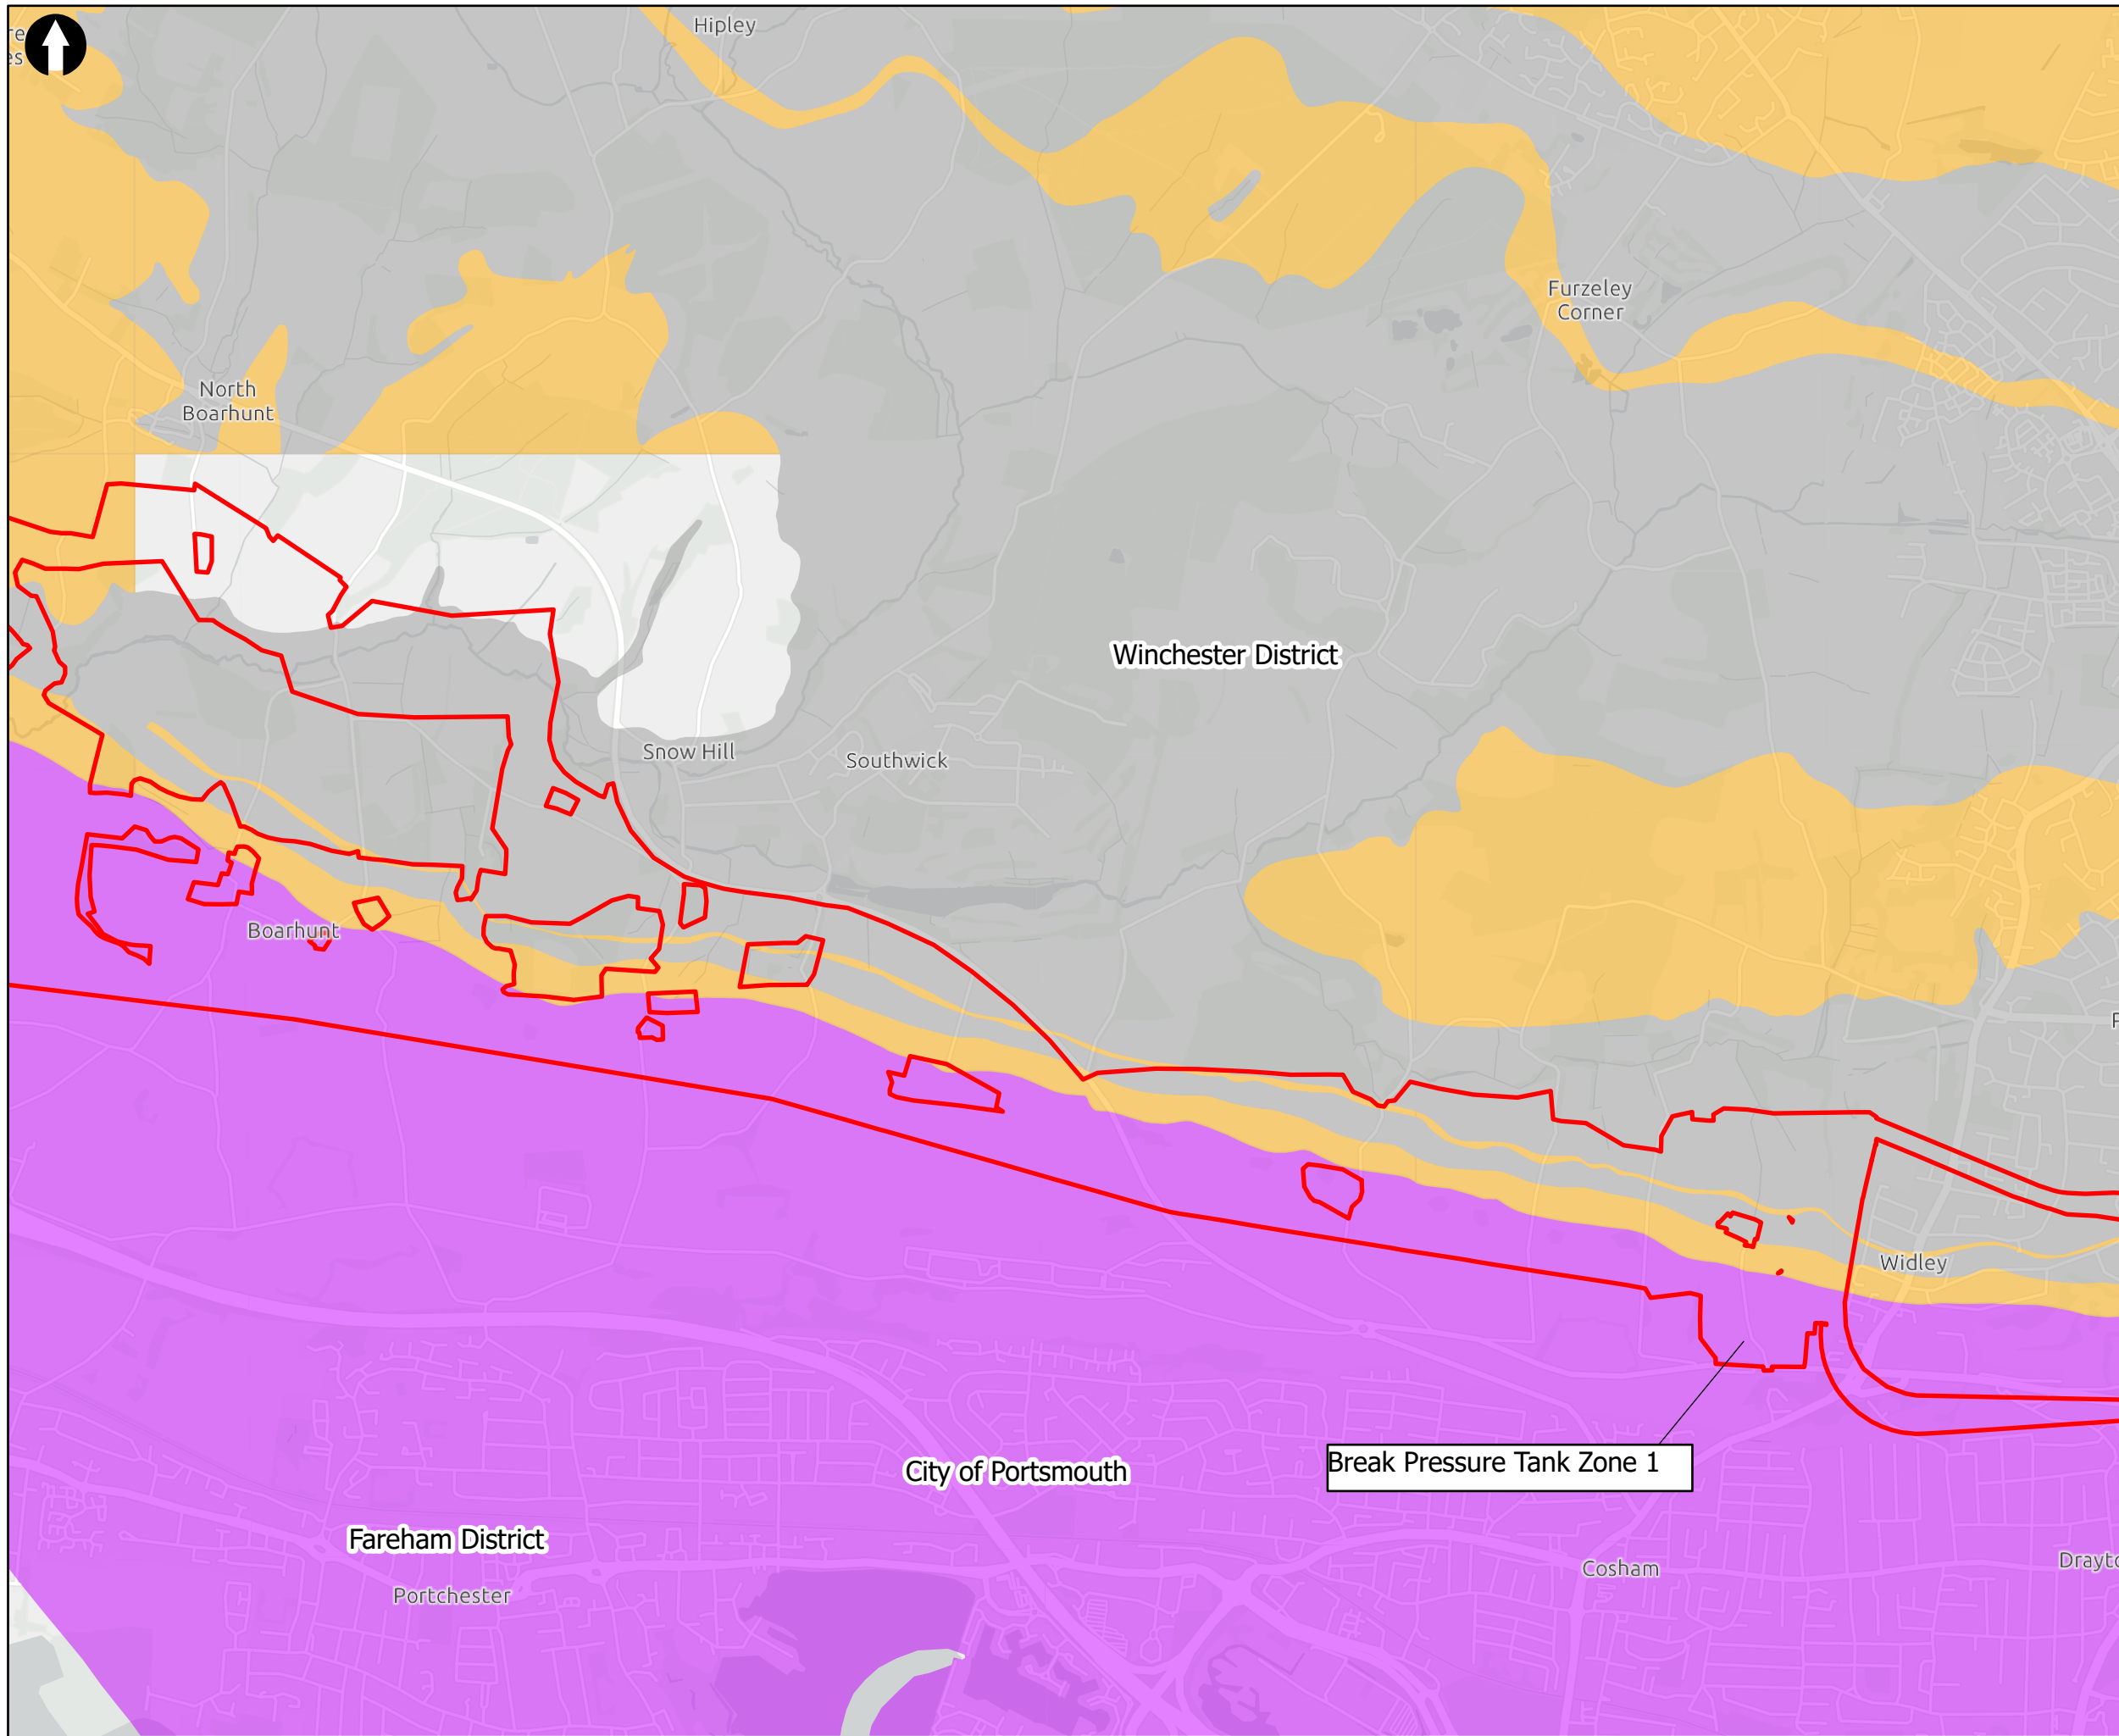 Hipley
Furzeley
Corner
North
Boarhunt
Winchester District
Snow Hill
Southwick
Boarhunt
Widley
Break Pressure Tank Zone 1
City of Portsmouth
Fareham District
Portchester
Cosham